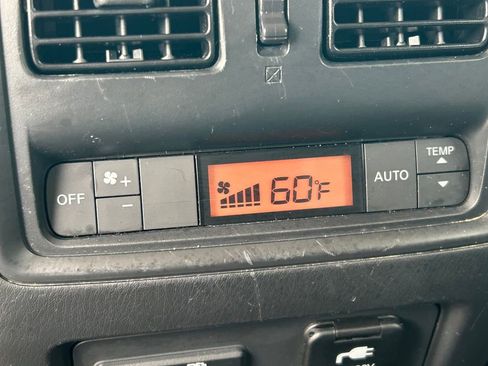 OFF
+
-
60°F
AUTO
TEMP